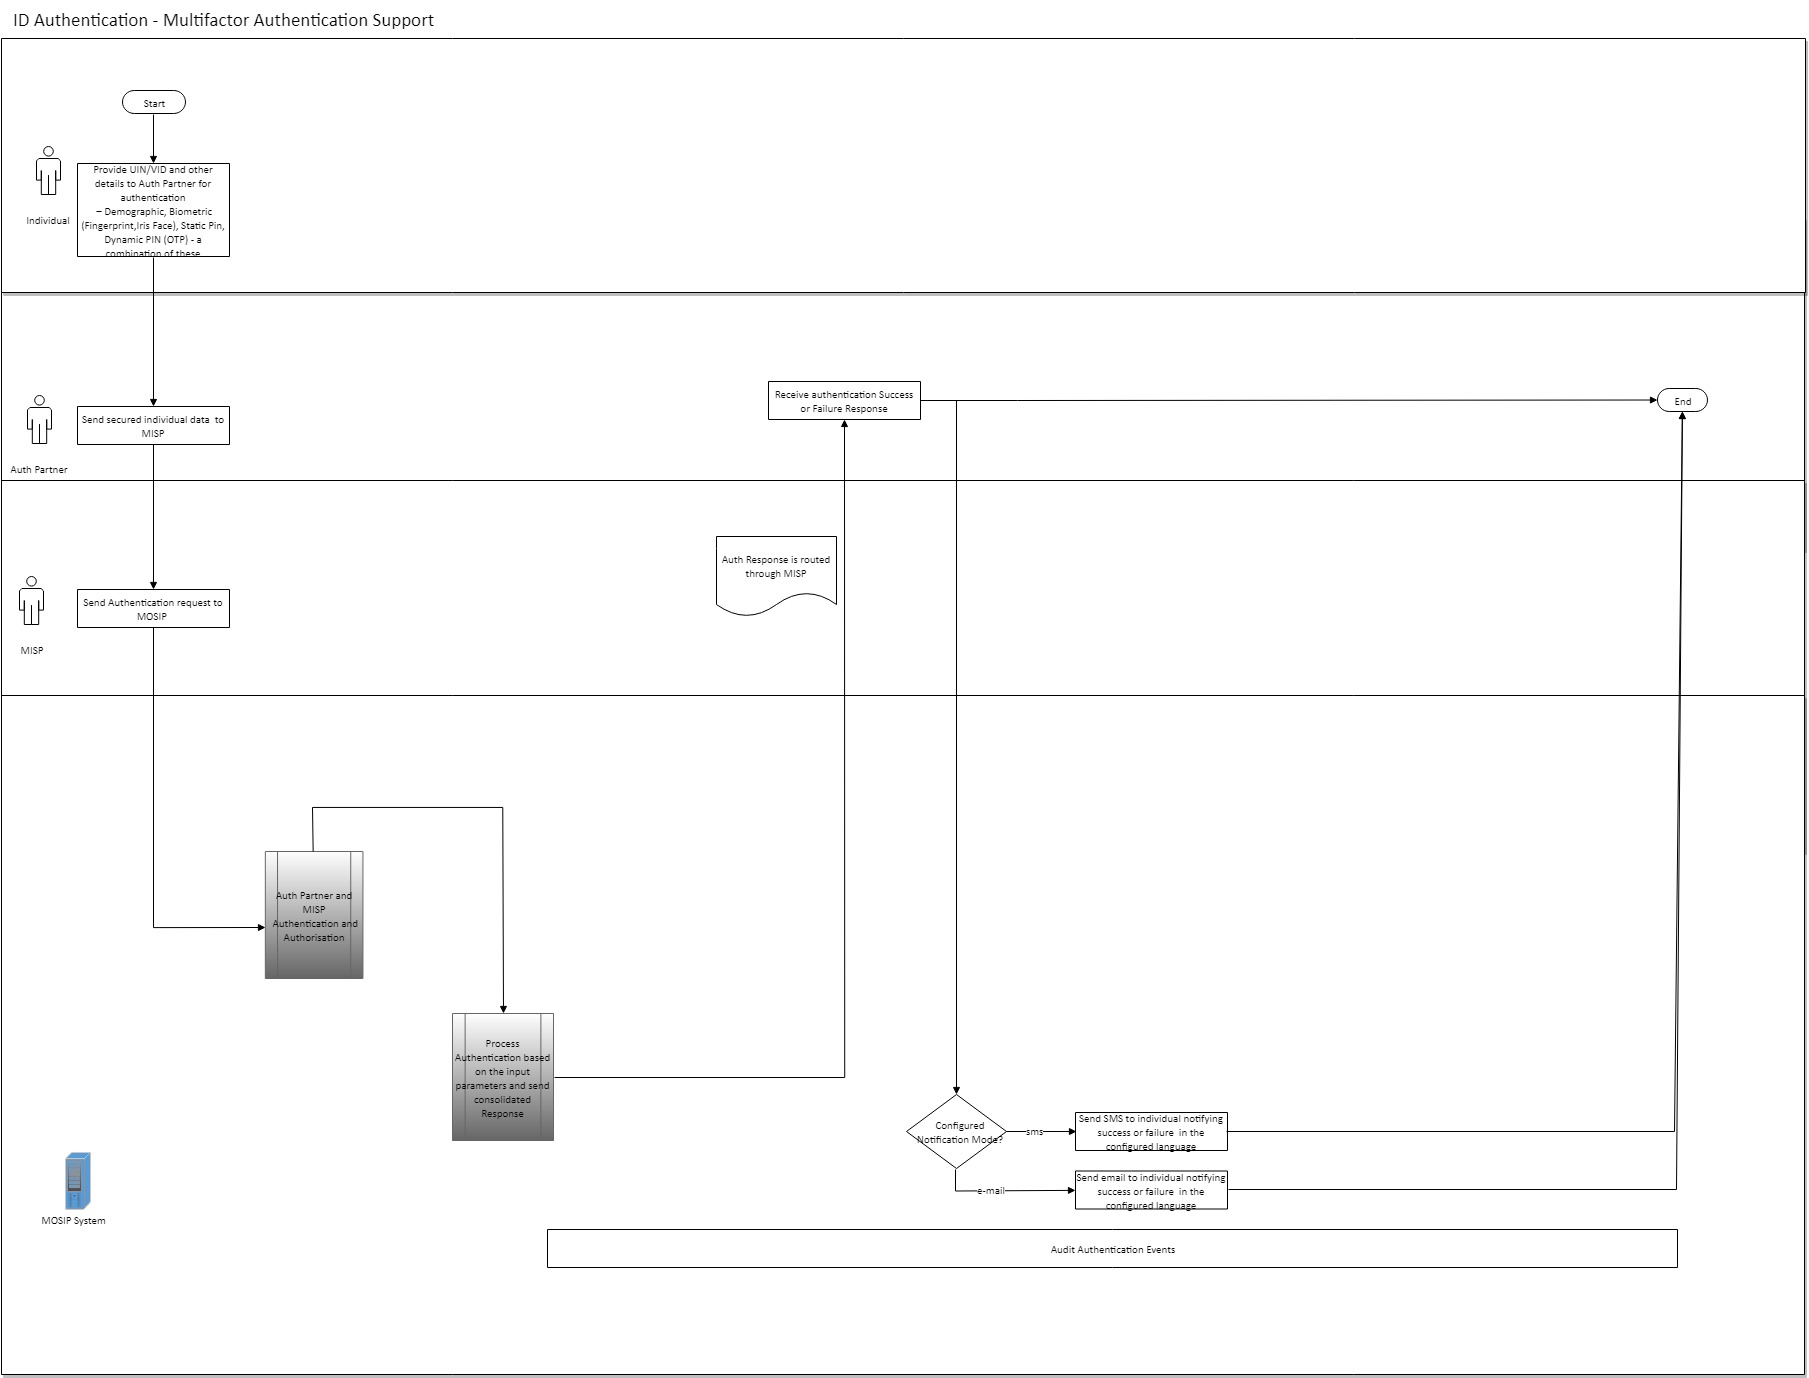 ID Authentication - Multifactor Authentication Support
Start
Provide UIN/VID and other
details to Auth Partner for
authentication
– Demographic, Biometric
(Fingerprint,Iris Face), Static Pin,
Dynamic PIN (OTP) - a
combination of these
Individual
Receive authentication Success
or Failure Response
End
Send secured individual data to
MISP
Auth Partner
Auth Response is routed
through MISP
Send Authentication request to
MOSIP
MISP
Auth Partner and
MISP
Authentication and
Authorisation
Process
Authentication based
on the input
parameters and send
consolidated
Response
Configured
Notification Mode?
sms
Send SMS to individual notifying
success or failure in the
configured language
e-mail
Send email to individual notifying
success or failure in the
configured language
MOSIP System
Audit Authentication Events